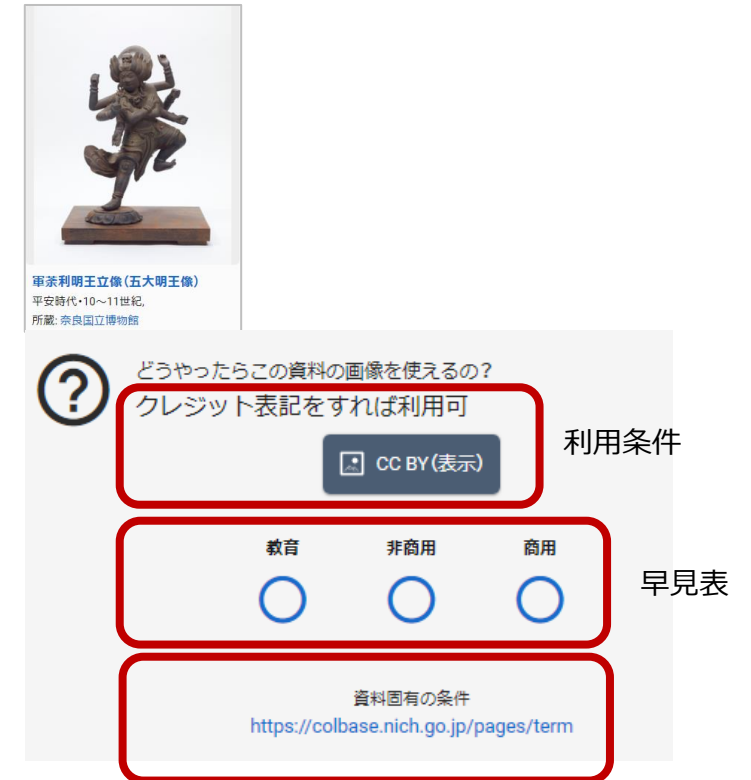 軍荼利明王立像（五大明王像）
平安時代・10～11世紀,
所蔵: 奈良国立博物館
どうやったらこの資料の画像を使えるの？
クレジット表記をすれば利用可
CC BY（表示）
利用条件
教育 非商用 商用
早見表
資料固有の条件
https://colbase.nich.go.jp/pages/term